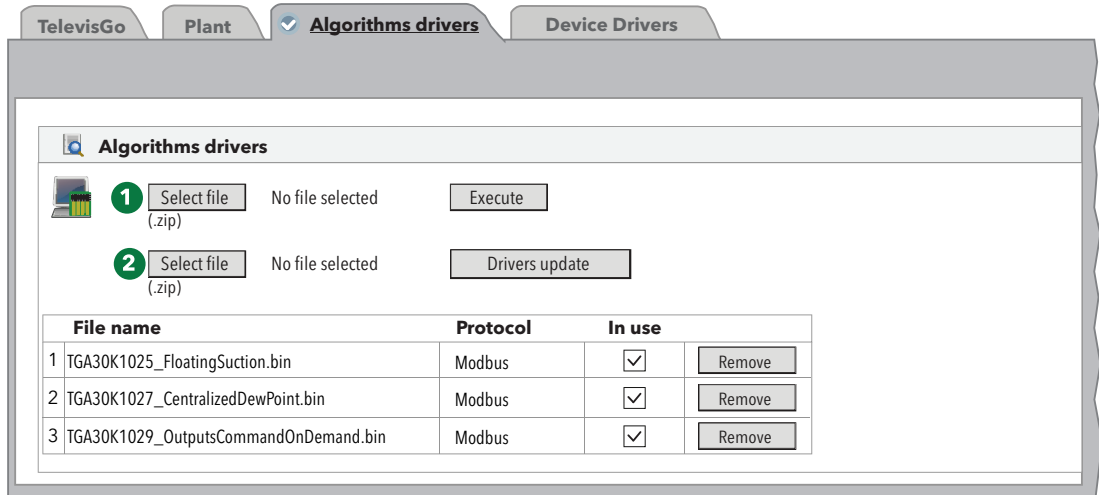 TelevisGo Plant Algorithms drivers Device Drivers
Algorithms drivers
1 Select file No file selected Execute
(.zip)
2 Select file No file selected Drivers update
(.zip)
File name Protocol In use
1 TGA30K1025_FloatingSuction.bin Modbus Remove
2 TGA30K1027_CentralizedDewPoint.bin Modbus Remove
3 TGA30K1029_OutputsCommandOnDemand.bin Modbus Remove